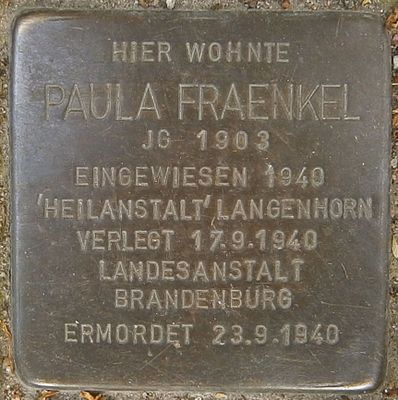 HIER WOHNTE
PAULA FRAENKEL
JG 1903
EINGEWIESEN 1940
'HEILANSTALT' LANGENHORN
VERLEGT 17.9.1940
LANDESANSTALT
BRANDENBURG
ERMORDET 23.9.1940